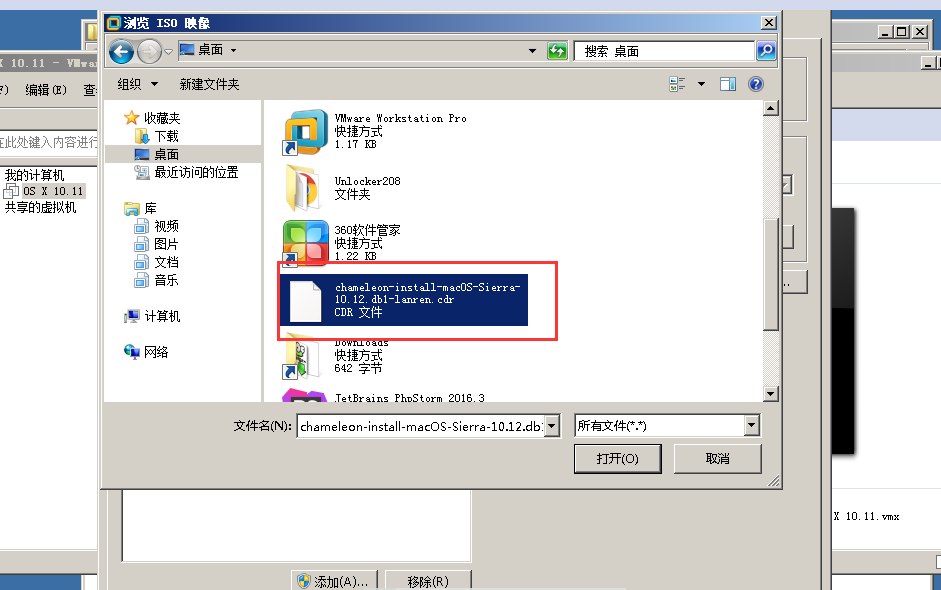 浏览 ISO 映像
X 10.11 - VMwar
桌面
搜索 桌面
编辑(E)
组织
新建文件夹
在此处键入内容进行
我的计算机
OS X 10.11
共享的虚拟机
收藏夹
下载
桌面
最近访问的位置
库
视频
图片
文档
音乐
计算机
网络
VMware Workstation Pro
快捷方式
1.17 KB
Unlocker208
文件夹
360软件管家
快捷方式
1.22 KB
chameleon-install-macOS-Sierra-
10.12.db1-lanren.cdr
CDR 文件
Downloads
快捷方式
642 字节
JetBrains PhpStorm 2016.3
文件名(N):
chameleon-install-macOS-Sierra-10.12.db1
所有文件(*.*)
打开(O)
取消
X 10.11.vmx
添加(A)...
移除(R)